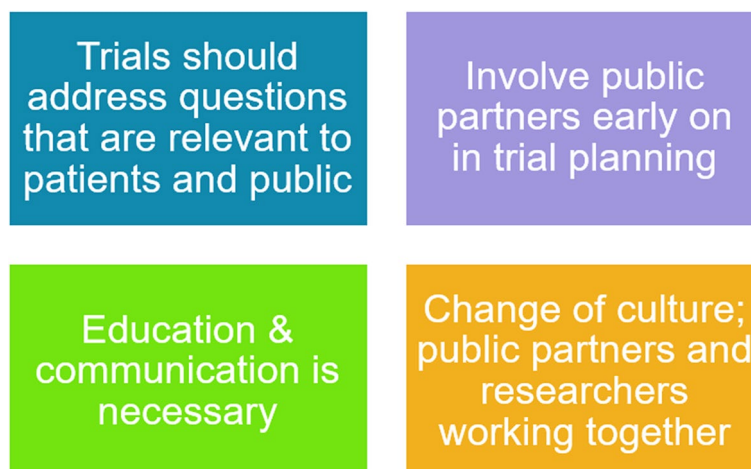 Trials should
address questions
that are relevant to
patients and public
Involve public
partners early on
in trial planning
Education &
communication is
necessary
Change of culture;
public partners and
researchers
working together